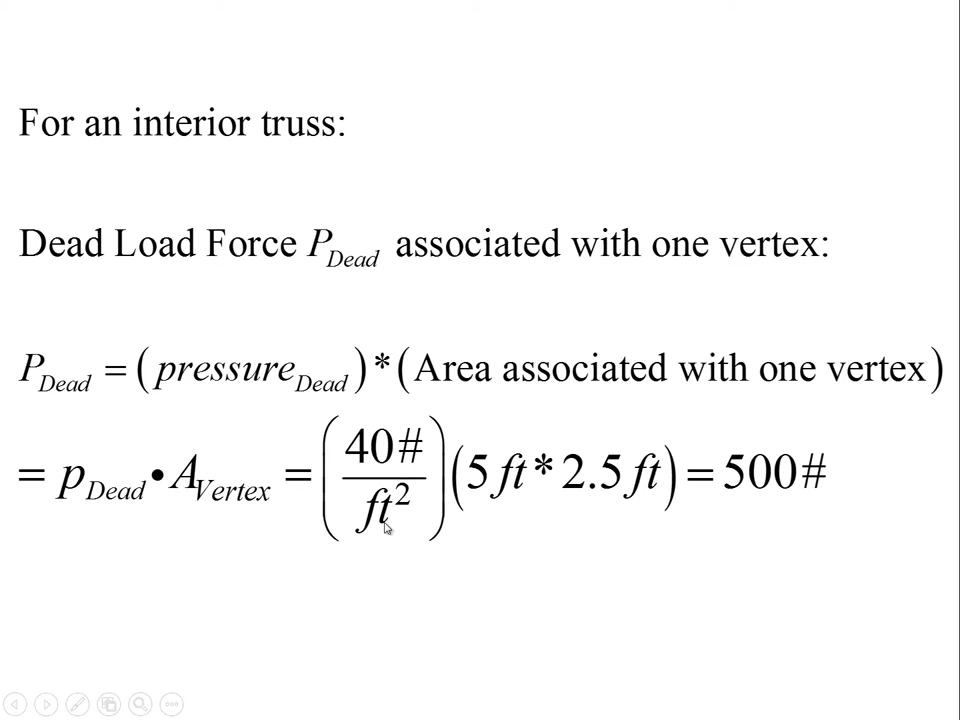 For an interior truss:
Dead Load Force P_Dead associated with one vertex:
P_Dead = (pressure_Dead)*(Area associated with one vertex)
= p_Dead • A_Vertex = (40#/ft²)(5 ft * 2.5 ft) = 500#